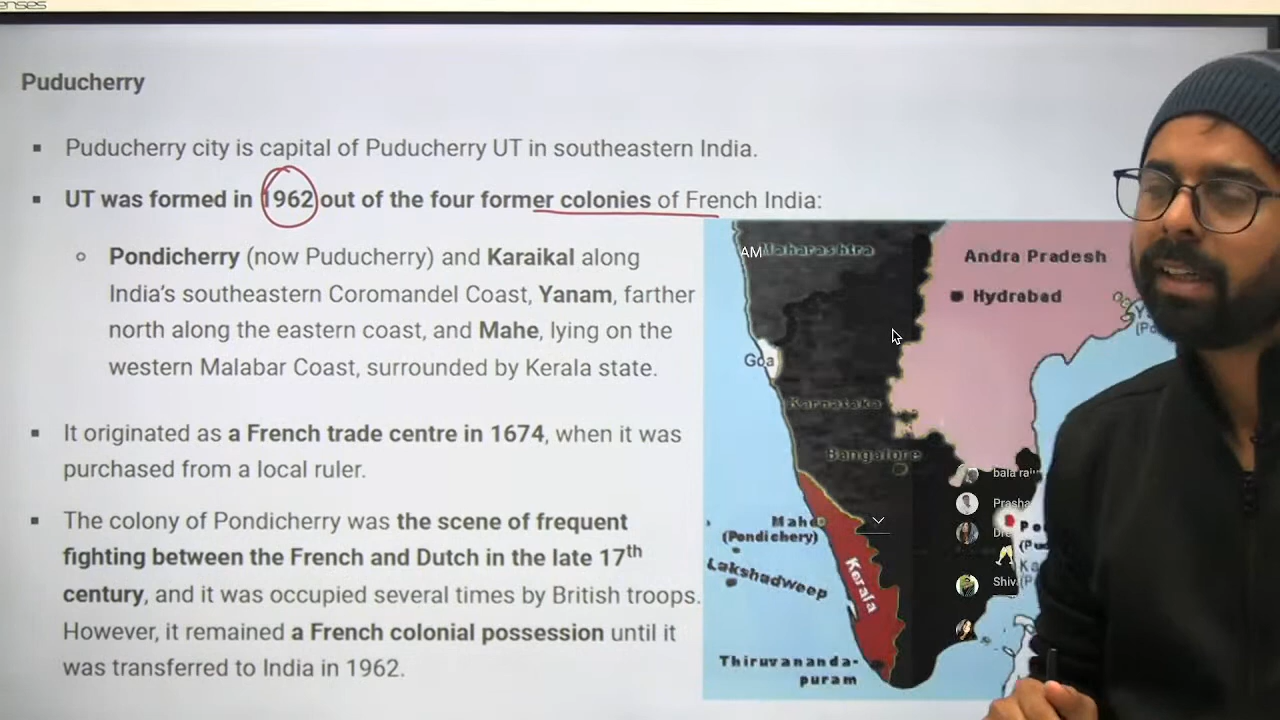 enses
Puducherry
Puducherry city is capital of Puducherry UT in southeastern India.
UT was formed in 1962 out of the four former colonies of French India:
Pondicherry (now Puducherry) and Karaikal along
India's southeastern Coromandel Coast, Yanam, farther
north along the eastern coast, and Mahe, lying on the
western Malabar Coast, surrounded by Kerala state.
It originated as a French trade centre in 1674, when it was
purchased from a local ruler.
The colony of Pondicherry was the scene of frequent
fighting between the French and Dutch in the late 17th
century, and it was occupied several times by British troops.
However, it remained a French colonial possession until it
was transferred to India in 1962.
AM
Maharashtra
Andra Pradesh
Hydrabad
Goa
Karnataka
Bangalore
Mahe
(Pondichery)
Lakshadweep
Kerala
Thiruvananda-
puram
bala raju
Prasha
Shiv